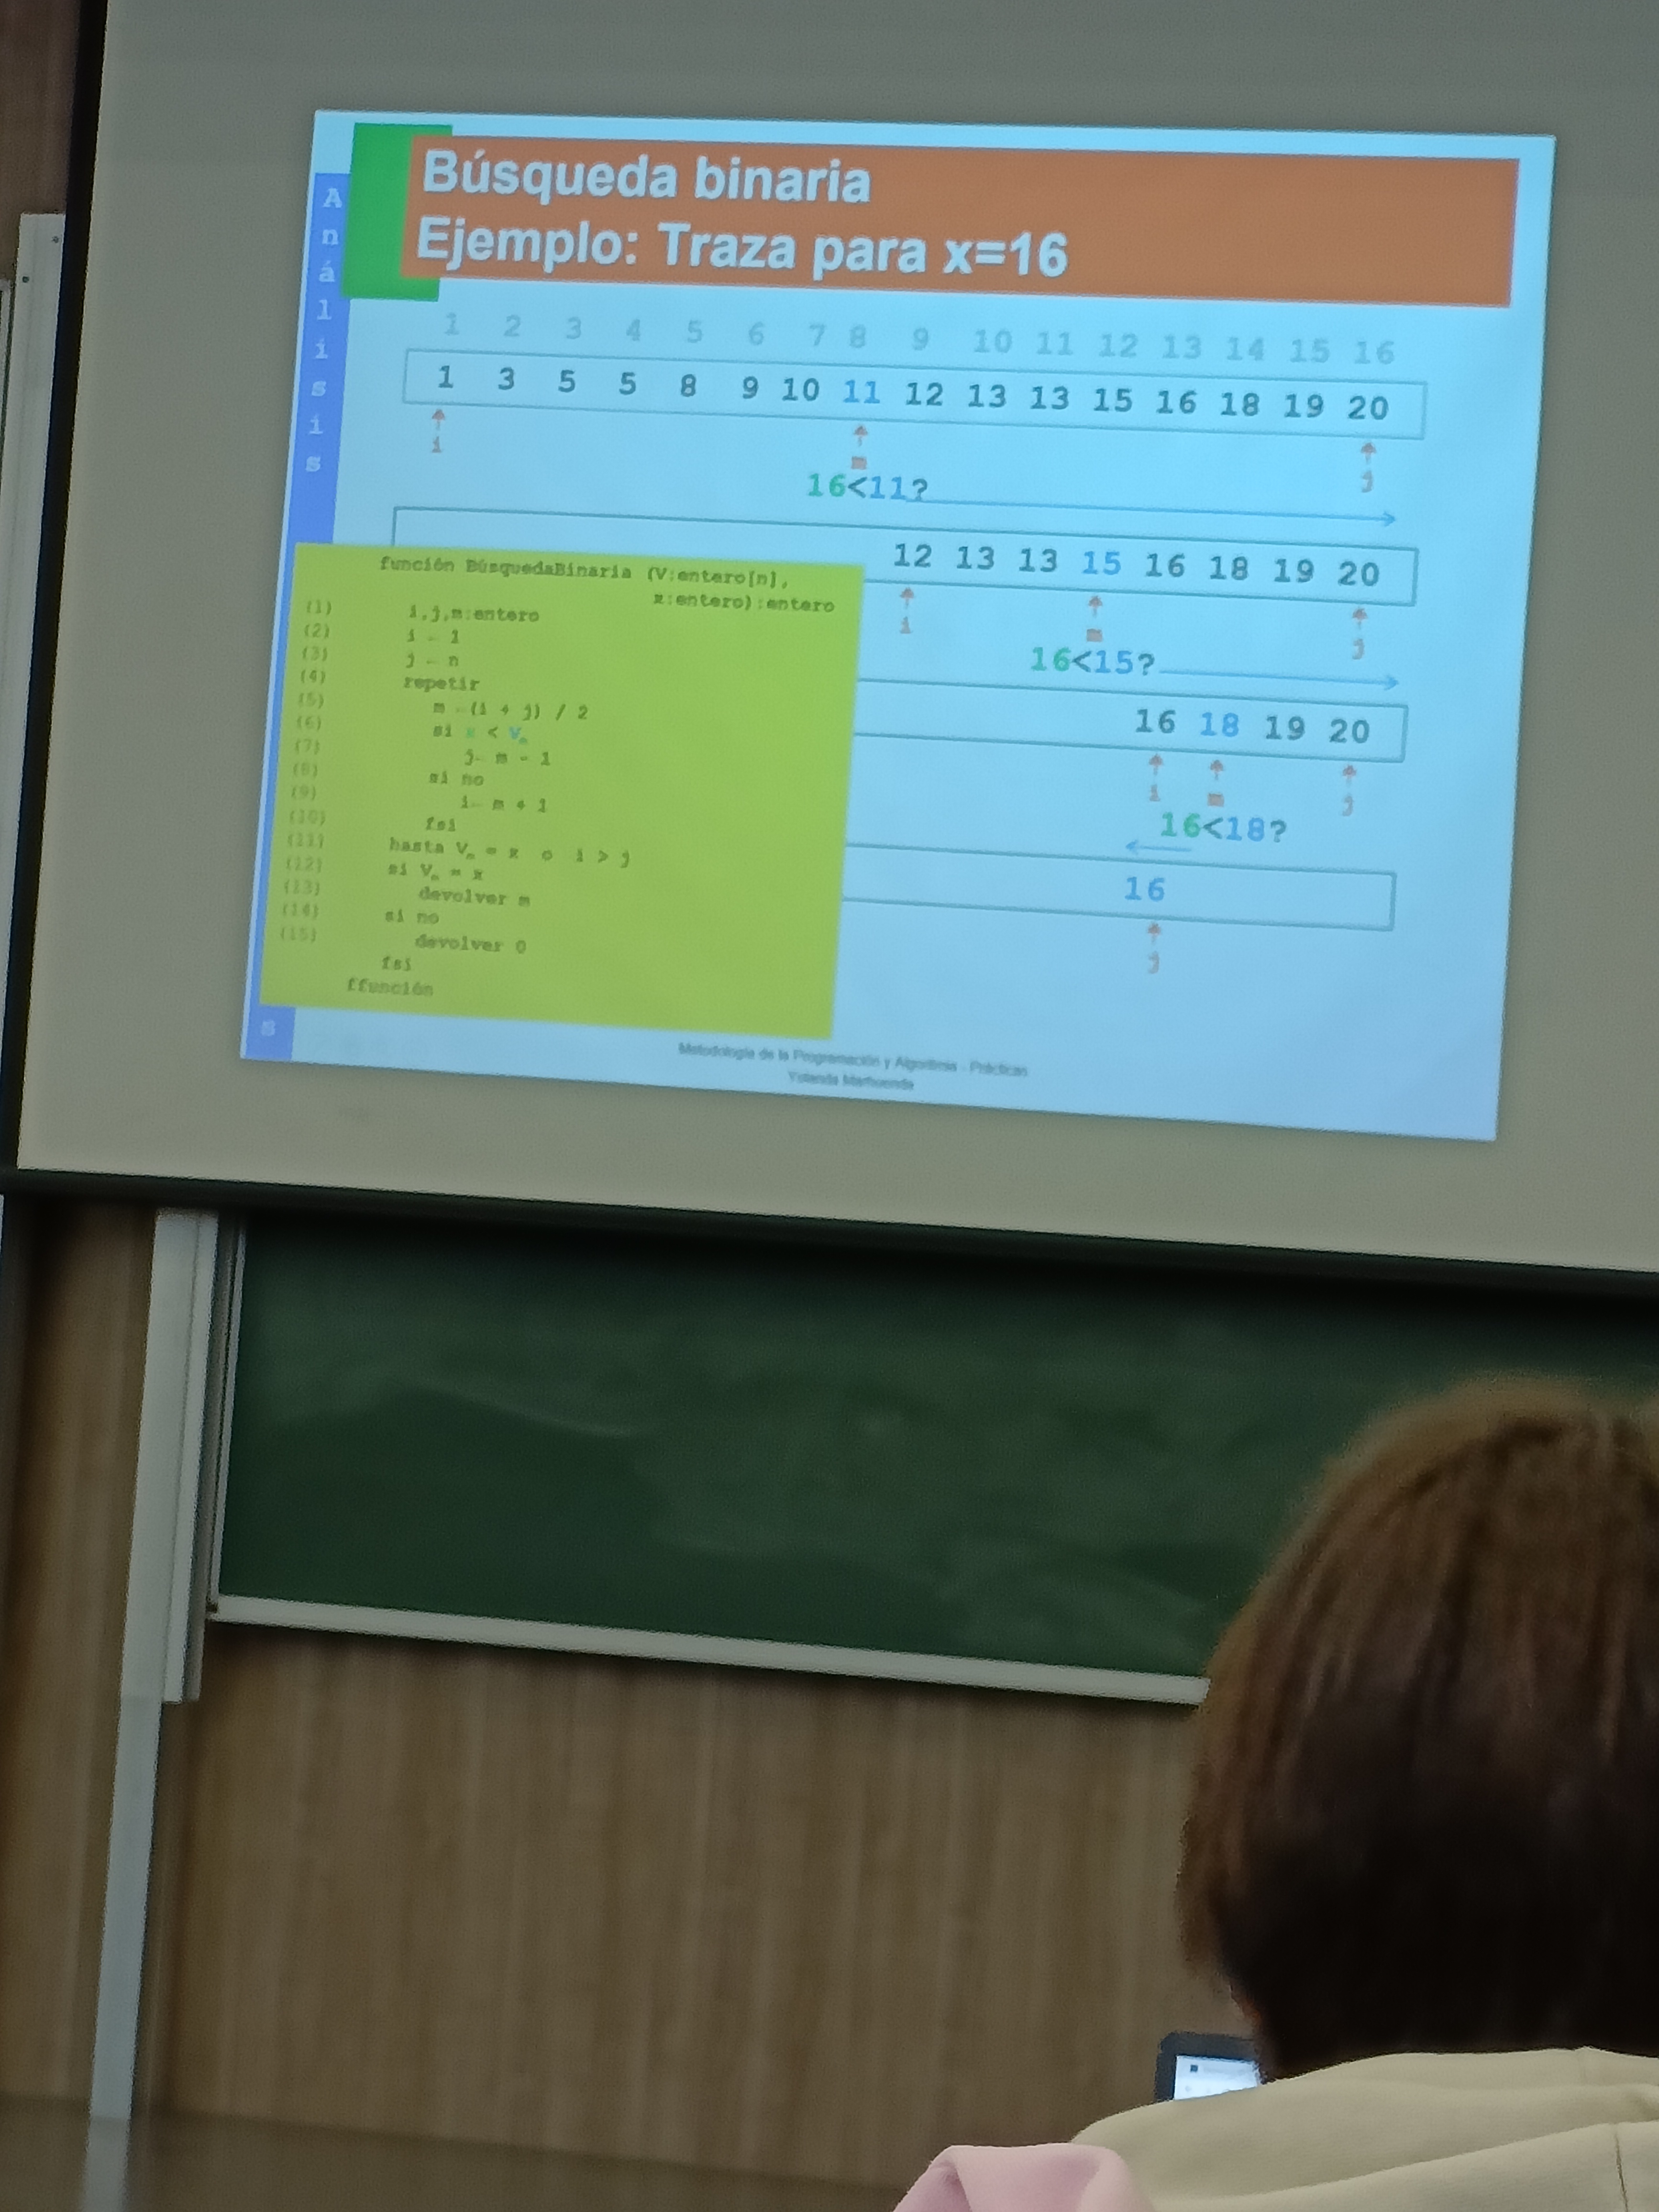 Búsqueda binaria
Ejemplo: Traza para x=16
Análisis
1 2 3 4 5 6 7 8 9 10 11 12 13 14 15 16
1 3 5 5 8 9 10 11 12 13 13 15 16 18 19 20
i m j
16<11?
12 13 13 15 16 18 19 20
i m j
16<15?
16 18 19 20
i m j
16<18?
16
j
función BúsquedaBinaria (V:entero[n],
x:entero):entero
(1) i,j,m:entero
(2) i ← 1
(3) j ← n
(4) repetir
(5) m ← (i + j) / 2
(6) si x < Vm
(7) j← m - 1
(8) si no
(9) i← m + 1
(10) fsi
(11) hasta Vm = x o i > j
(12) si Vm = x
(13) devolver m
(14) si no
(15) devolver 0
fsi
ffunción
s
Metodología de la Programación y Algoritmia - Prácticas
Yolanda Marhuenda